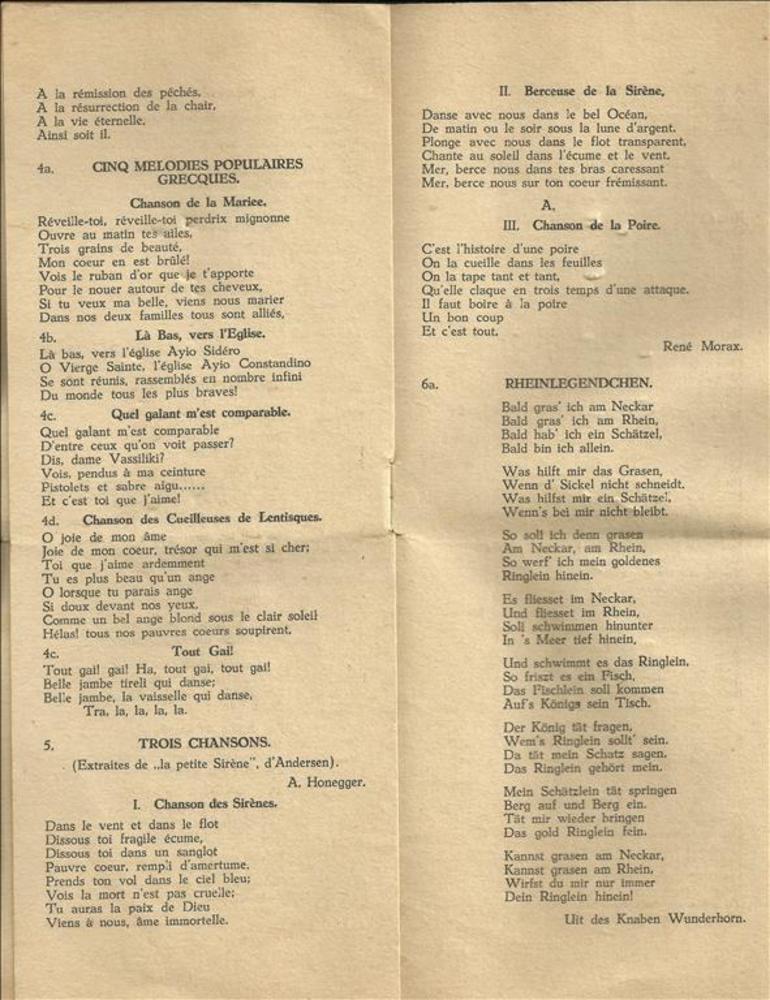 A la rémission des péchés,
A la résurrection de la chair,
A la vie éternelle.
Ainsi soit il.
4a. CINQ MELODIES POPULAIRES
GRECQUES.
Chanson de la Mariee.
Réveille-toi, réveille-toi perdrix mignonne
Ouvre au matin tes ailes,
Trois grains de beauté,
Mon coeur en est brûlé!
Vois le ruban d'or que je t'apporte
Pour le nouer autour de tes cheveux,
Si tu veux ma belle, viens nous marier
Dans nos deux familles tous sont alliés,
4b. Là Bas, vers l'Eglise.
Là bas, vers l'église Ayio Sidéro
O Vierge Sainte, l'église Ayio Constandino
Se sont réunis, rassemblés en nombre infini
Du monde tous les plus braves!
4c. Quel galant m'est comparable.
Quel galant m'est comparable
D'entre ceux qu'on voit passer?
Dis, dame Vassiliki?
Vois, pendus à ma ceinture
Pistolets et sabre aigu......
Et c'est toi que j'aime!
4d. Chanson des Cueilleuses de Lentisques.
O joie de mon âme
Joie de mon coeur, trésor qui m'est si cher;
Toi que j'aime ardemment
Tu es plus beau qu'un ange
O lorsque tu parais ange
Si doux devant nos yeux,
Comme un bel ange blond sous le clair soleil
Hélas! tous nos pauvres coeurs soupirent.
4c. Tout Gai!
Tout gai! gai! Ha, tout gai, tout gai!
Belle jambe tireli qui danse;
Belle jambe, la vaisselle qui danse,
Tra, la, la, la, la.
5. TROIS CHANSONS.
(Extraites de „la petite Sirène", d'Andersen).
A. Honegger.
I. Chanson des Sirènes.
Dans le vent et dans le flot
Dissous toi fragile écume,
Dissous toi dans un sanglot
Pauvre coeur, rempli d'amertume.
Prends ton vol dans le ciel bleu;
Vois la mort n'est pas cruelle;
Tu auras la paix de Dieu
Viens à nous, âme immortelle.
II. Berceuse de la Sirène,
Danse avec nous dans le bel Océan,
De matin ou le soir sous la lune d'argent.
Plonge avec nous dans le flot transparent,
Chante au soleil dans l'écume et le vent.
Mer, berce nous dans tes bras caressant
Mer, berce nous sur ton coeur frémissant.
A,
III. Chanson de la Poire.
C'est l'histoire d'une poire
On la cueille dans les feuilles
On la tape tant et tant,
Qu'elle claque en trois temps d'une attaque.
Il faut boire à la poire
Un bon coup
Et c'est tout.
René Morax.
6a. RHEINLEGENDCHEN.
Bald gras' ich am Neckar
Bald gras' ich am Rhein,
Bald hab' ich ein Schätzel,
Bald bin ich allein.
Was hilft mir das Grasen,
Wenn d' Sickel nicht schneidt.
Was hilfst mir ein Schätzel,
Wenn's bei mir nicht bleibt.
So soll ich denn grasen
Am Neckar, am Rhein,
So werf' ich mein goldenes
Ringlein hinein.
Es fliesset im Neckar,
Und fliesset im Rhein,
Soll schwimmen hinunter
In 's Meer tief hinein,
Und schwimmt es das Ringlein,
So friszt es ein Fisch,
Das Fischlein soll kommen
Auf's Königs sein Tisch.
Der König tät fragen,
Wem's Ringlein sollt' sein.
Da tät mein Schatz sagen,
Das Ringlein gehört mein.
Mein Schätzlein tät springen
Berg auf und Berg ein.
Tät mir wieder bringen
Das gold Ringlein fein.
Kannst grasen am Neckar,
Kannst grasen am Rhein,
Wirfst du mir nur immer
Dein Ringlein hinein!
Uit des Knaben Wunderhorn.